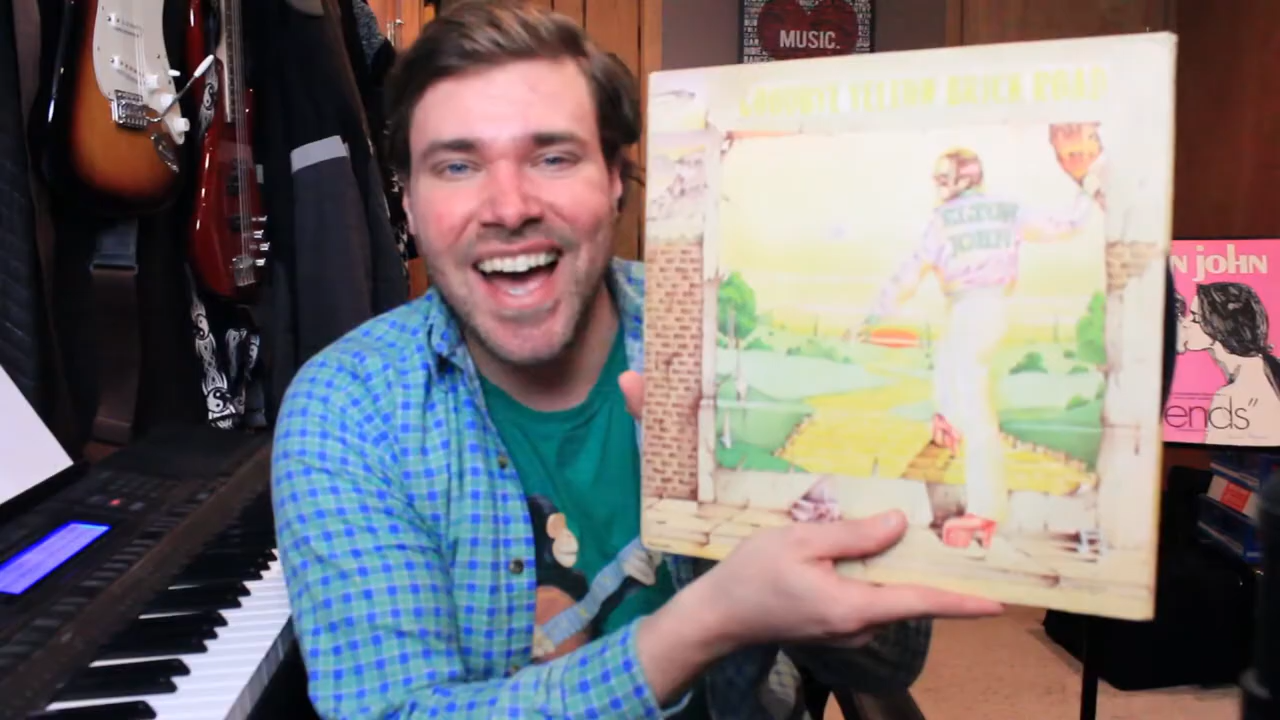 MUSIC.
GOODBYE YELLOW BRICK ROAD
ELTON
JOHN
N JOHN
ends”